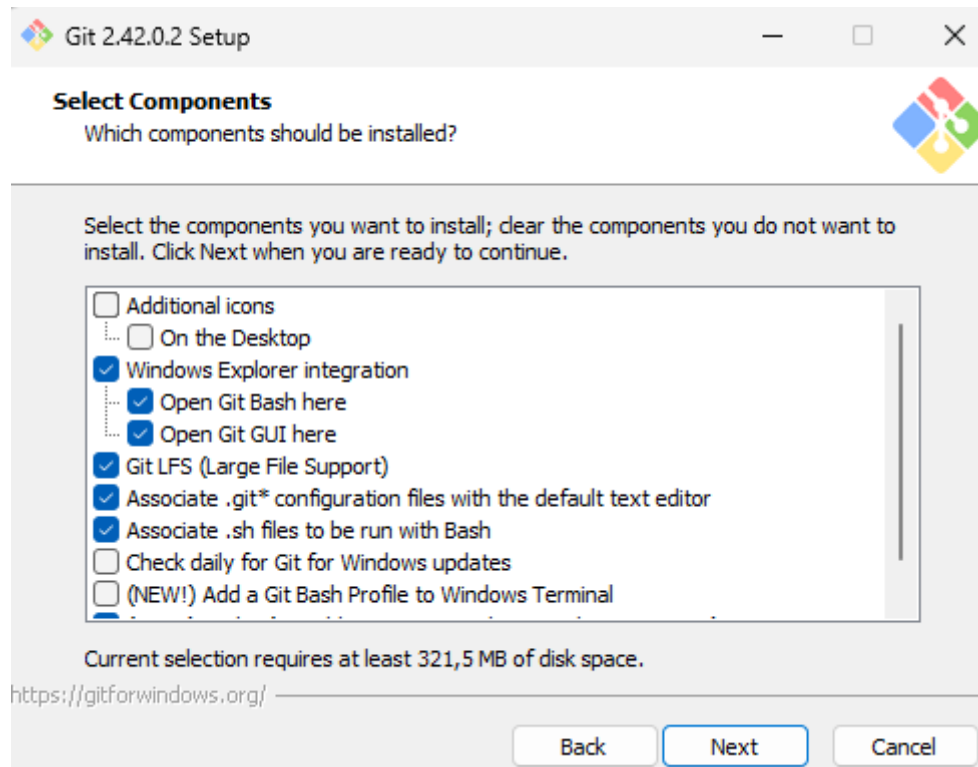 Git 2.42.0.2 Setup
Select Components
Which components should be installed?
Select the components you want to install; clear the components you do not want to
install. Click Next when you are ready to continue.
Additional icons
On the Desktop
Windows Explorer integration
Open Git Bash here
Open Git GUI here
Git LFS (Large File Support)
Associate .git* configuration files with the default text editor
Associate .sh files to be run with Bash
Check daily for Git for Windows updates
(NEW!) Add a Git Bash Profile to Windows Terminal
Current selection requires at least 321,5 MB of disk space.
https://gitforwindows.org/
Back Next Cancel